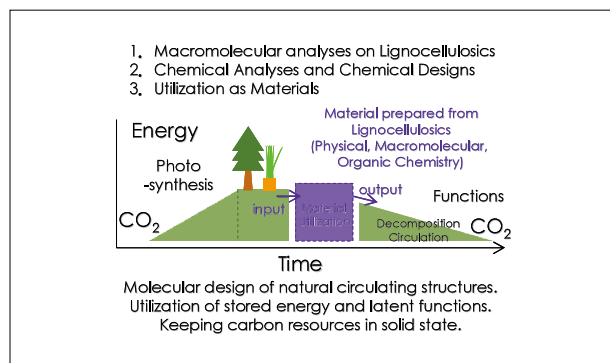 1. Macromolecular analyses on Lignocellulosics
2. Chemical Analyses and Chemical Designs
3. Utilization as Materials
Material prepared from
Lignocellulosics
(Physical, Macromolecular,
Organic Chemistry)
Energy
Photo
-synthesis
CO2
input
Material
Utilization
output
Functions
Decomposition
Circulation
CO2
Time
Molecular design of natural circulating structures.
Utilization of stored energy and latent functions.
Keeping carbon resources in solid state.